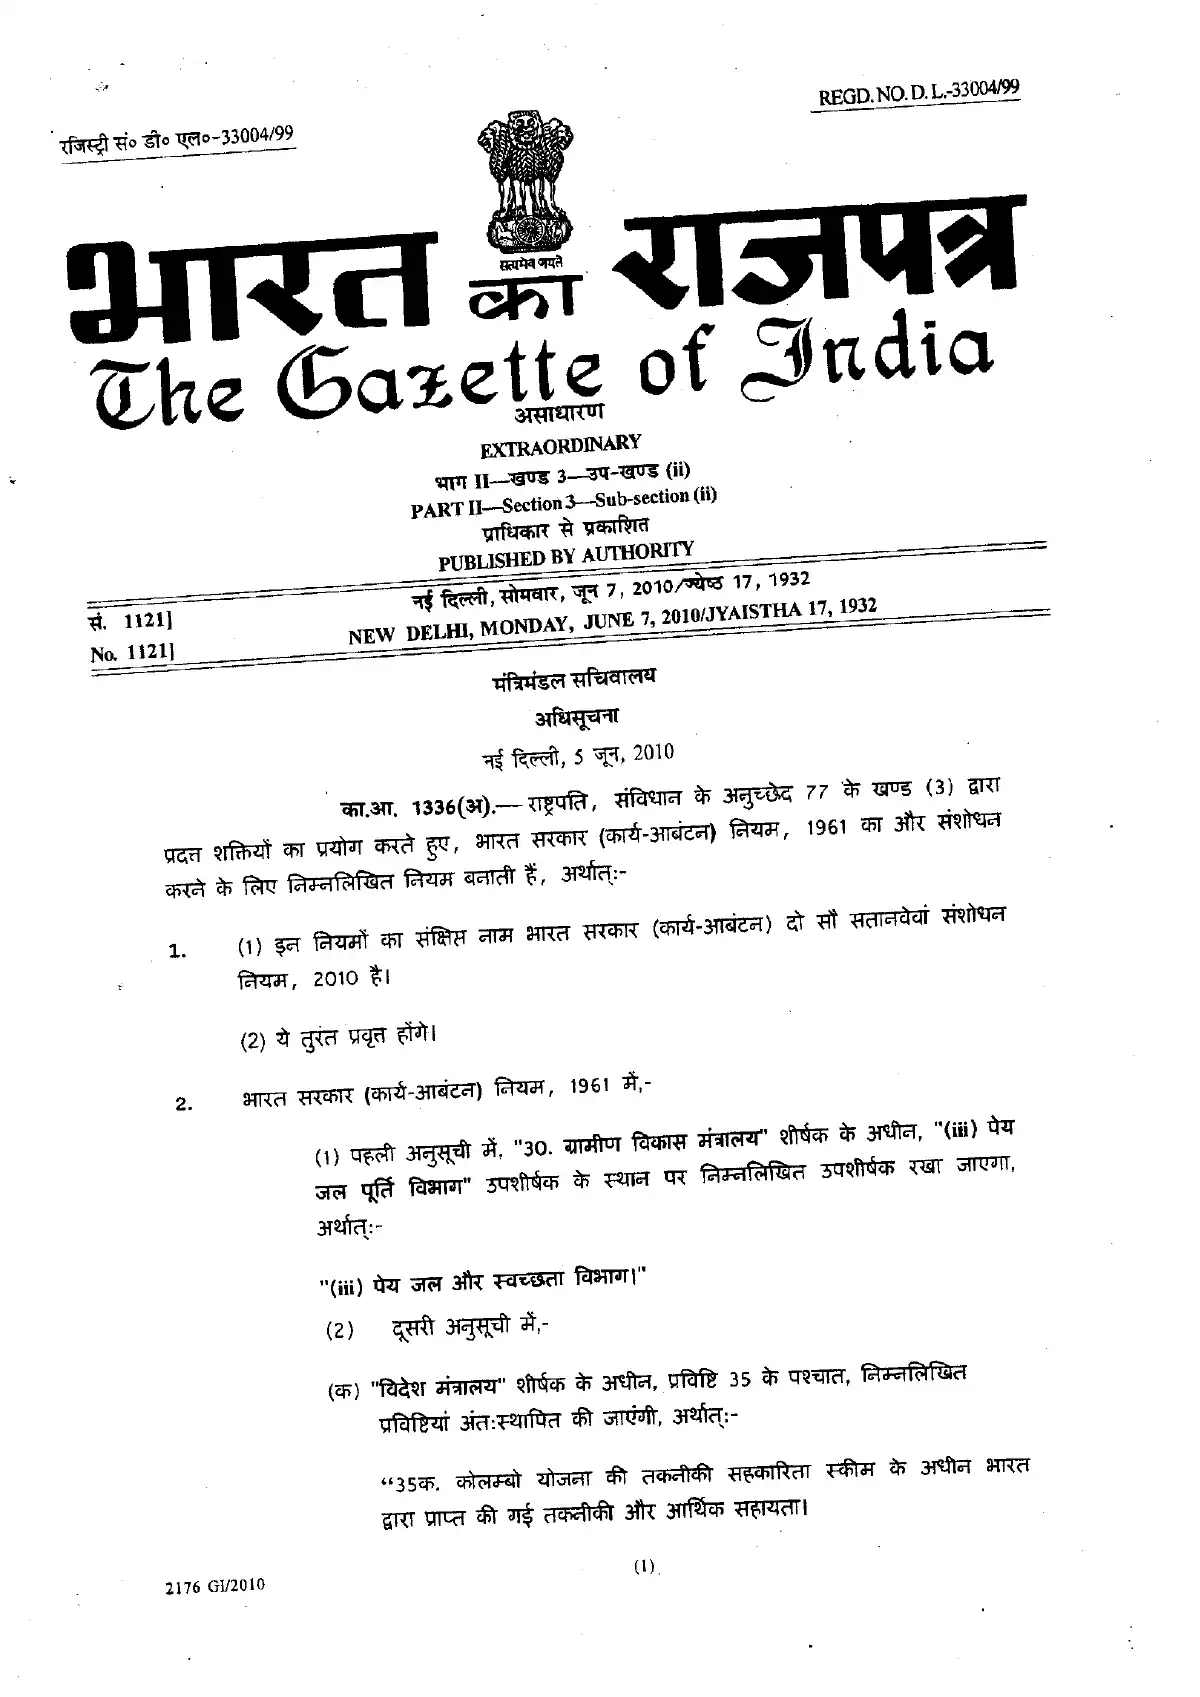 REGD. NO. D. L.-33004/99
रजिस्ट्री सं० डी० एल०-33004/99
सत्यमेव जयते
भारत का राजपत्र
The Gazette of India
असाधारण
EXTRAORDINARY
भाग II—खण्ड 3—उप-खण्ड (ii)
PART II—Section 3—Sub-section (ii)
प्राधिकार से प्रकाशित
PUBLISHED BY AUTHORITY
सं. 1121]
नई दिल्ली, सोमवार, जून 7, 2010/ज्येष्ठ 17, 1932
No. 1121]
NEW DELHI, MONDAY, JUNE 7, 2010/JYAISTHA 17, 1932
मंत्रिमंडल सचिवालय
अधिसूचना
नई दिल्ली, 5 जून, 2010
का.आ. 1336(अ).— राष्ट्रपति, संविधान के अनुच्छेद 77 के खण्ड (3) द्वारा
प्रदत्त शक्तियों का प्रयोग करते हुए, भारत सरकार (कार्य-आबंटन) नियम, 1961 का और संशोधन
करने के लिए निम्नलिखित नियम बनाती हैं, अर्थात्:-
1. (1) इन नियमों का संक्षिप्त नाम भारत सरकार (कार्य-आबंटन) दो सौ सतानवेवां संशोधन
नियम, 2010 है।
(2) ये तुरंत प्रवृत्त होंगे।
2. भारत सरकार (कार्य-आबंटन) नियम, 1961 में,-
(1) पहली अनुसूची में, "30. ग्रामीण विकास मंत्रालय" शीर्षक के अधीन, "(iii) पेय
जल पूर्ति विभाग" उपशीर्षक के स्थान पर निम्नलिखित उपशीर्षक रखा जाएगा,
अर्थात्:-
"(iii) पेय जल और स्वच्छता विभाग।"
(2) दूसरी अनुसूची में,-
(क) "विदेश मंत्रालय" शीर्षक के अधीन, प्रविष्टि 35 के पश्चात, निम्नलिखित
प्रविष्टियां अंतःस्थापित की जाएंगी, अर्थात्:-
“35क. कोलम्बो योजना की तकनीकी सहकारिता स्कीम के अधीन भारत
द्वारा प्राप्त की गई तकनीकी और आर्थिक सहायता।
2176 GI/2010
(1)